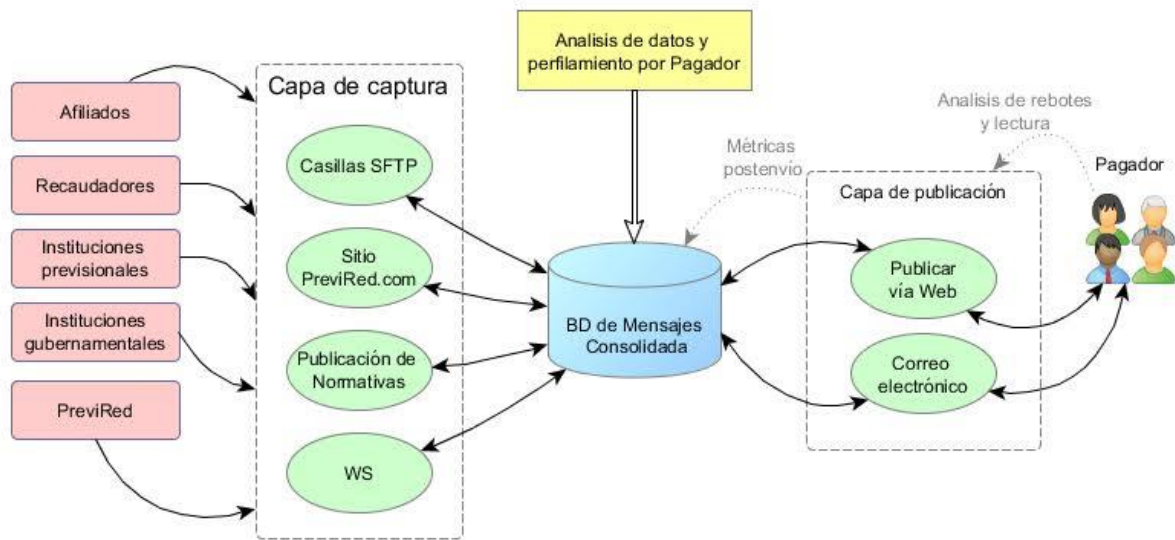 Analisis de datos y
perfilamiento por Pagador
Afiliados
Recaudadores
Instituciones
previsionales
Instituciones
gubernamentales
PreviRed
Capa de captura
Casillas SFTP
Sitio
PreviRed.com
Publicación de
Normativas
WS
BD de Mensajes
Consolidada
Métricas
postenvío
Analisis de rebotes
y lectura
Capa de publicación
Publicar
vía Web
Correo
electrónico
Pagador